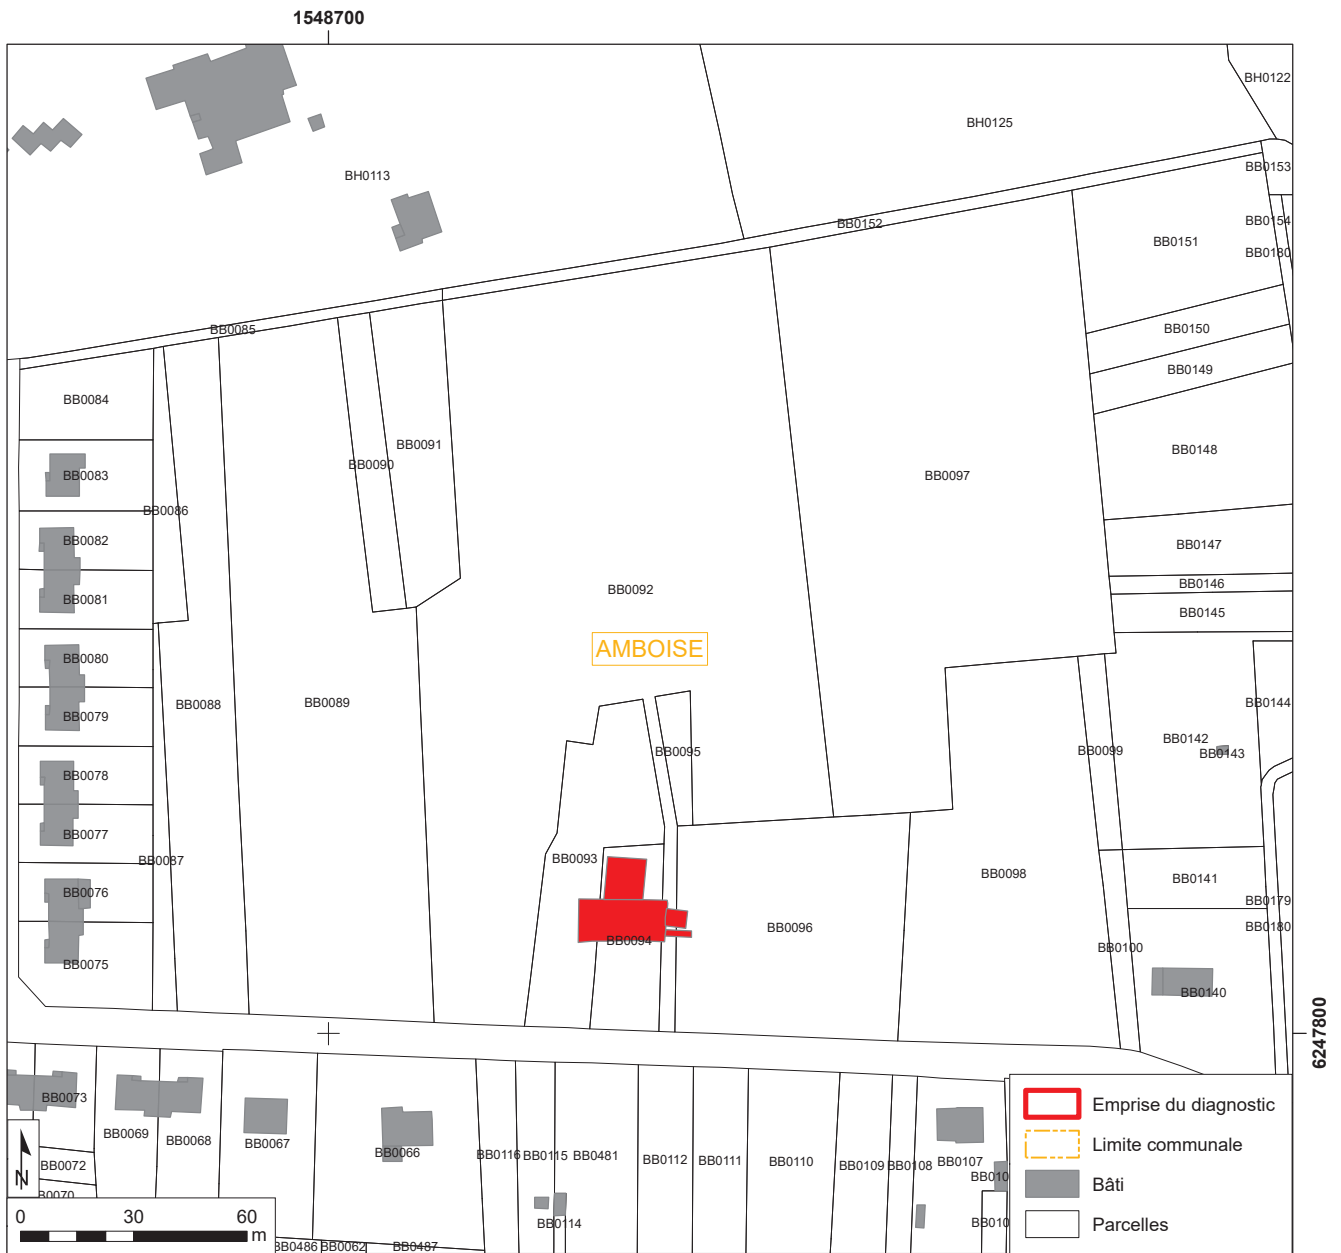 1548700
BH0122
BH0125
BB0153
BH0113
BB0154
BB0152
BB0151
BB0180
BB0085
BB0150
BB0149
BB0084
BB0091
BB0148
BB0090
BB0083
BB0097
BB0086
BB0082
BB0147
BB0146
BB0092
BB0081
BB0145
AMBOISE
BB0080
BB0088
BB0089
BB0144
BB0079
BB0142
BB0095
BB0099
BB0143
BB0078
BB0077
BB0093
BB0087
BB0098
BB0141
BB0076
BB0179
BB0096
BB0180
BB0094
BB0100
BB0075
BB0140
6247800
BB0073
BB0069
BB0068
BB0067
BB0066
BB0116
BB0115
BB0481
BB0112
BB0111
BB0110
BB0109
BB0108
BB0107
BB0072
BB010
BB0070
BB010
BB0114
BB0486
BB0062
BB0487
N
0 30 60
m
Emprise du diagnostic
Limite communale
Bâti
Parcelles